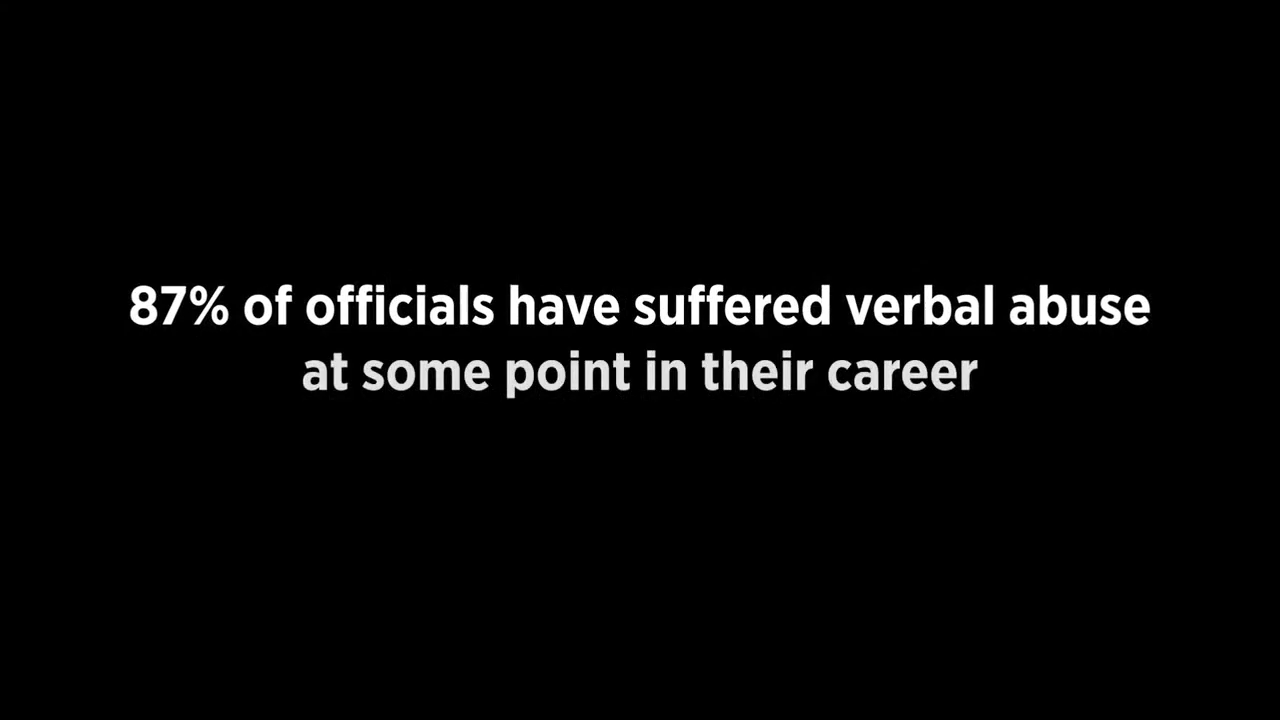 87% of officials have suffered verbal abuse
at some point in their career